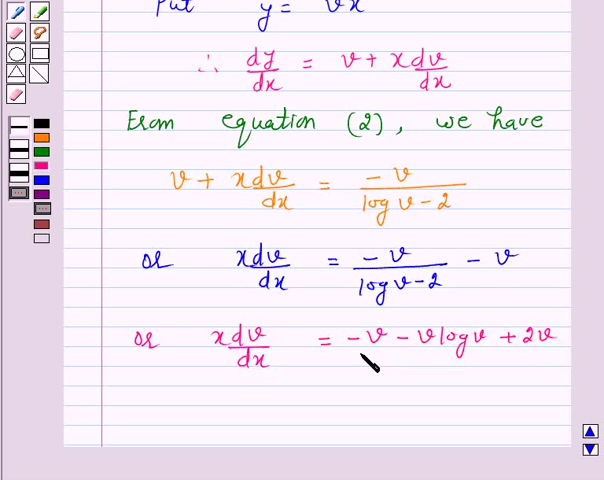 Put y = vx
∴ dy/dx = v + x dv/dx
From equation (2), we have
v + x dv/dx = -v/(log v - 2)
or x dv/dx = -v/(log v - 2) - v
or x dv/dx = -v - v log v + 2v